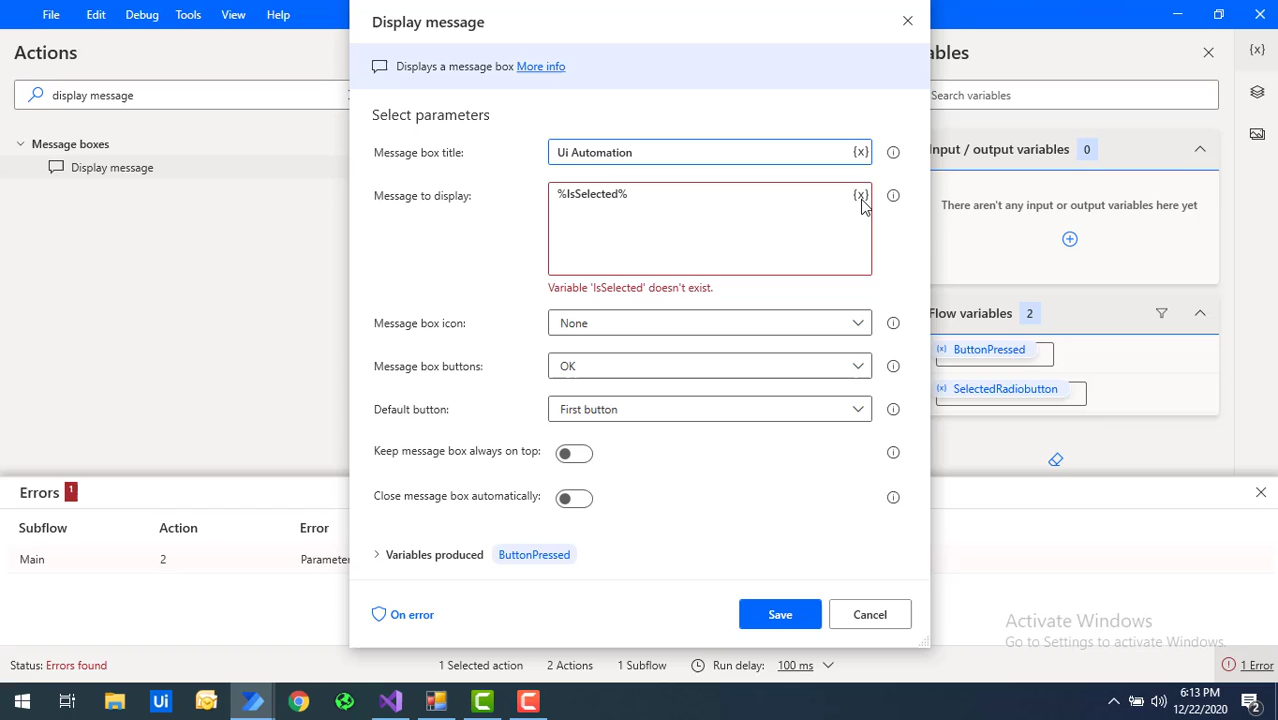 File Edit Debug Tools View Help
Display message
Actions
Displays a message box More info
display message
Message boxes
Display message
Select parameters
Message box title: Ui Automation {x}
Message to display: %IsSelected% {x}
Variable 'IsSelected' doesn't exist.
Message box icon: None
Message box buttons: OK
Default button: First button
Keep message box always on top:
Close message box automatically:
Variables produced ButtonPressed
On error Save Cancel
ables {x}
Search variables
Input / output variables 0
There aren't any input or output variables here yet
Flow variables 2
{x} ButtonPressed
{x} SelectedRadiobutton
Errors 1
Subflow Action Error
Main 2 Parameter
Activate Windows
Go to Settings to activate Windows.
Status: Errors found 1 Selected action 2 Actions 1 Subflow Run delay: 100 ms 1 Error
Ui
6:13 PM
12/22/2020
2